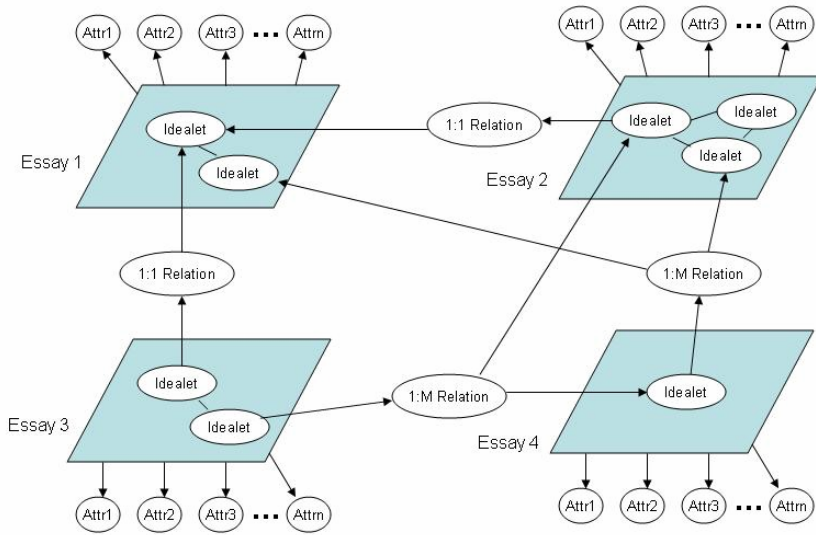 Attr1 Attr2 Attr3 ▪▪▪ Attrn
Attr1 Attr2 Attr3 ▪▪▪ Attrn
Idealet
Idealet
Essay 1
1:1 Relation
Idealet
Idealet
Idealet
Essay 2
1:1 Relation
1:M Relation
Idealet
Idealet
Essay 3
1:M Relation
Idealet
Essay 4
Attr1 Attr2 Attr3 ▪▪▪ Attrn
Attr1 Attr2 Attr3 ▪▪▪ Attrn